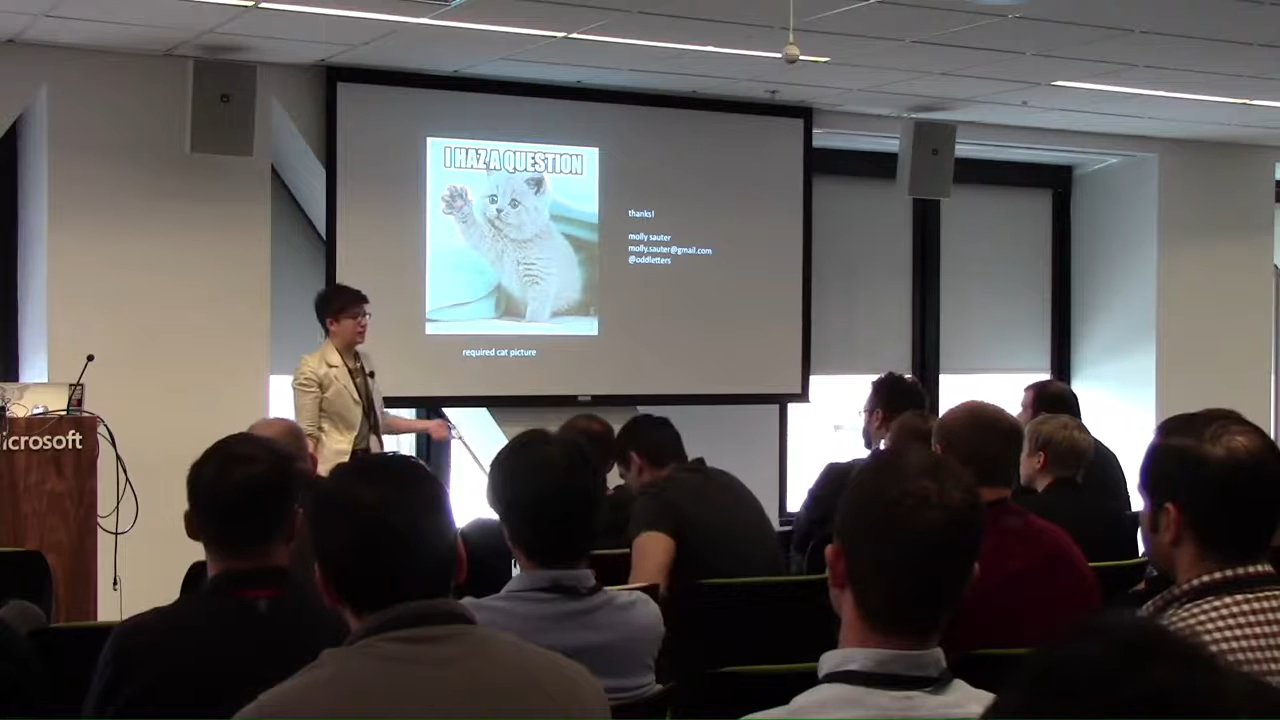 I HAZ A QUESTION
thanks!
molly sauter
molly.sauter@gmail.com
@oddletters
required cat picture
icrosoft